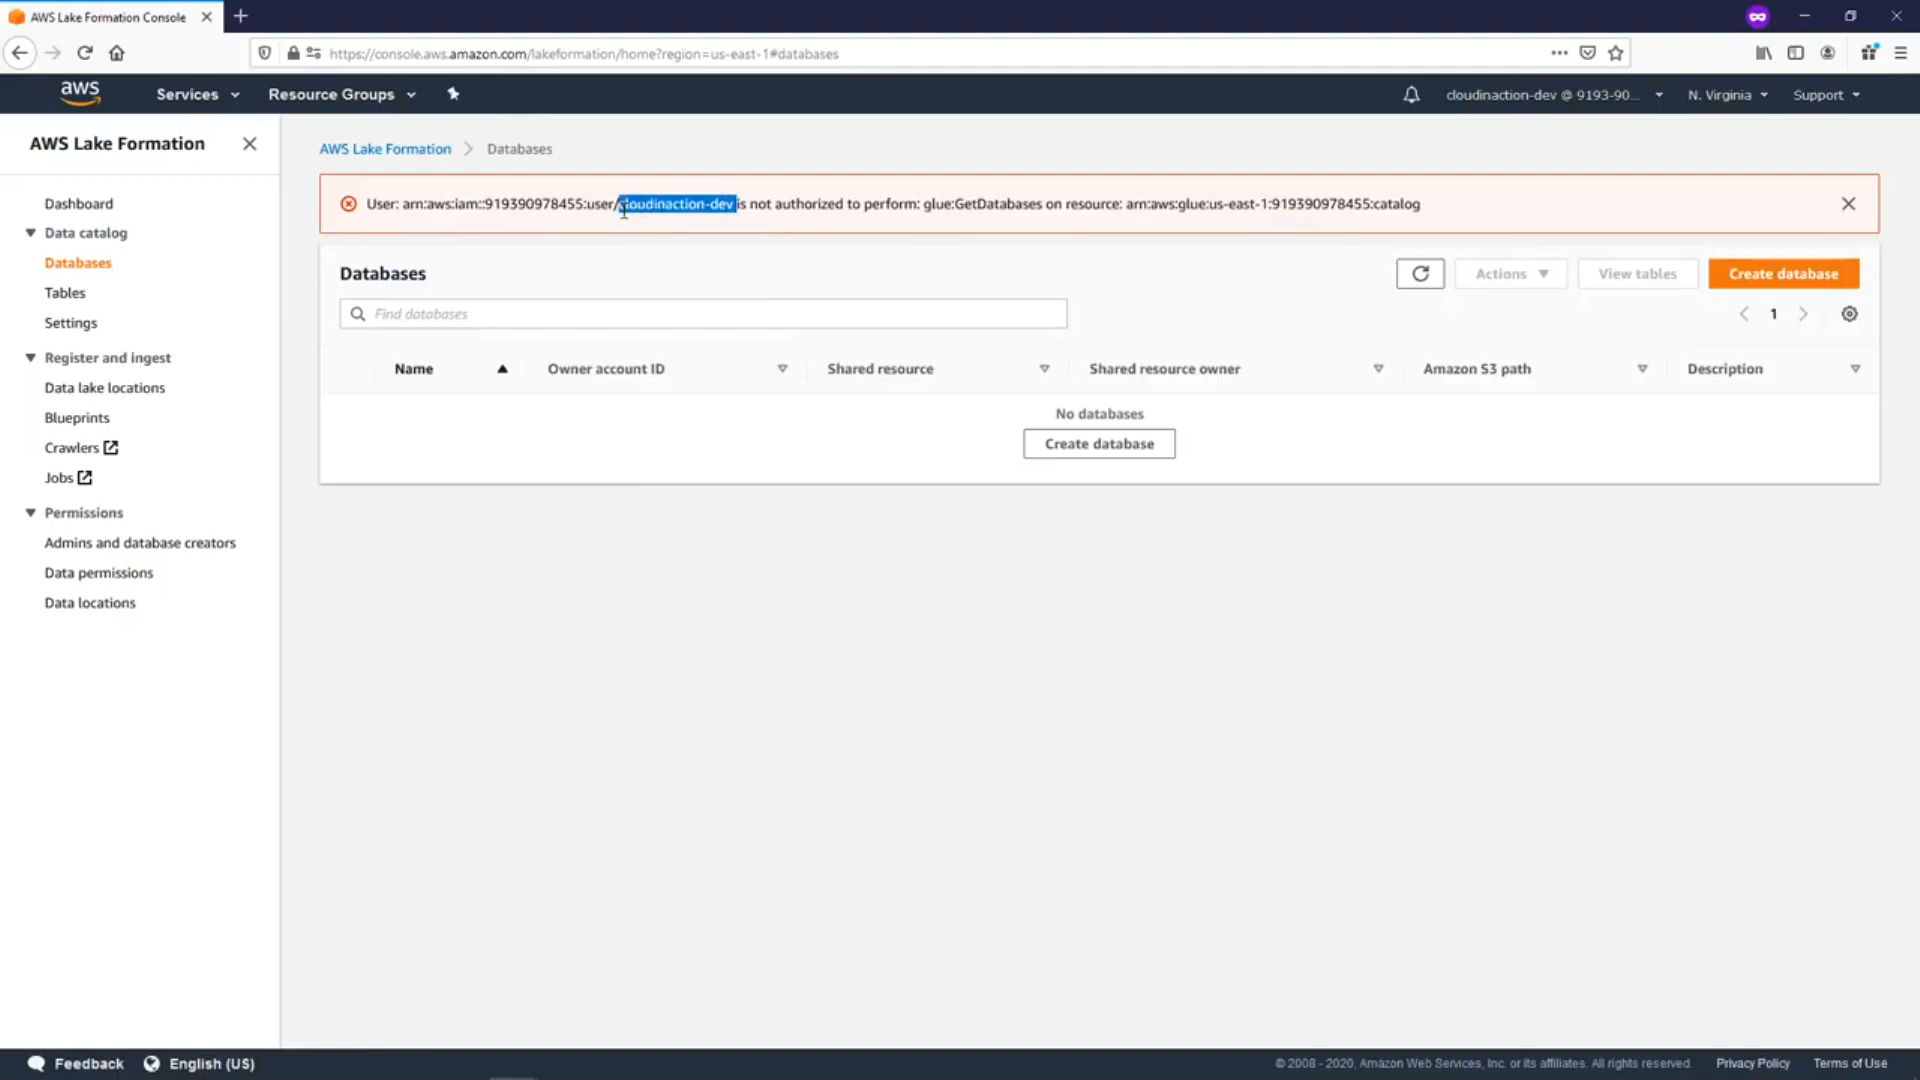 AWS Lake Formation Console
https://console.aws.amazon.com/lakeformation/home?region=us-east-1#databases
aws
Services
Resource Groups
cloudinaction-dev @ 9193-90...
N. Virginia
Support
AWS Lake Formation
Dashboard
Data catalog
Databases
Tables
Settings
Register and ingest
Data lake locations
Blueprints
Crawlers
Jobs
Permissions
Admins and database creators
Data permissions
Data locations
AWS Lake Formation > Databases
User: arn:aws:iam::919390978455:user/cloudinaction-dev is not authorized to perform: glue:GetDatabases on resource: arn:aws:glue:us-east-1:919390978455:catalog
Databases
Actions
View tables
Create database
Find databases
1
Name
Owner account ID
Shared resource
Shared resource owner
Amazon S3 path
Description
No databases
Create database
Feedback
English (US)
© 2008 - 2020, Amazon Web Services, Inc. or its affiliates. All rights reserved.
Privacy Policy
Terms of Use